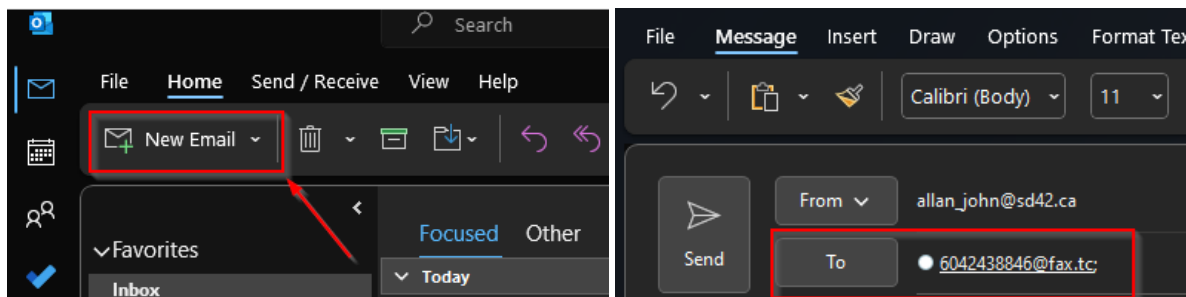 Search
File Home Send / Receive View Help
New Email
Favorites
Focused Other
Today
Inbox
File Message Insert Draw Options Format Tex
Calibri (Body) 11
From allan_john@sd42.ca
Send
To 6042438846@fax.tc;